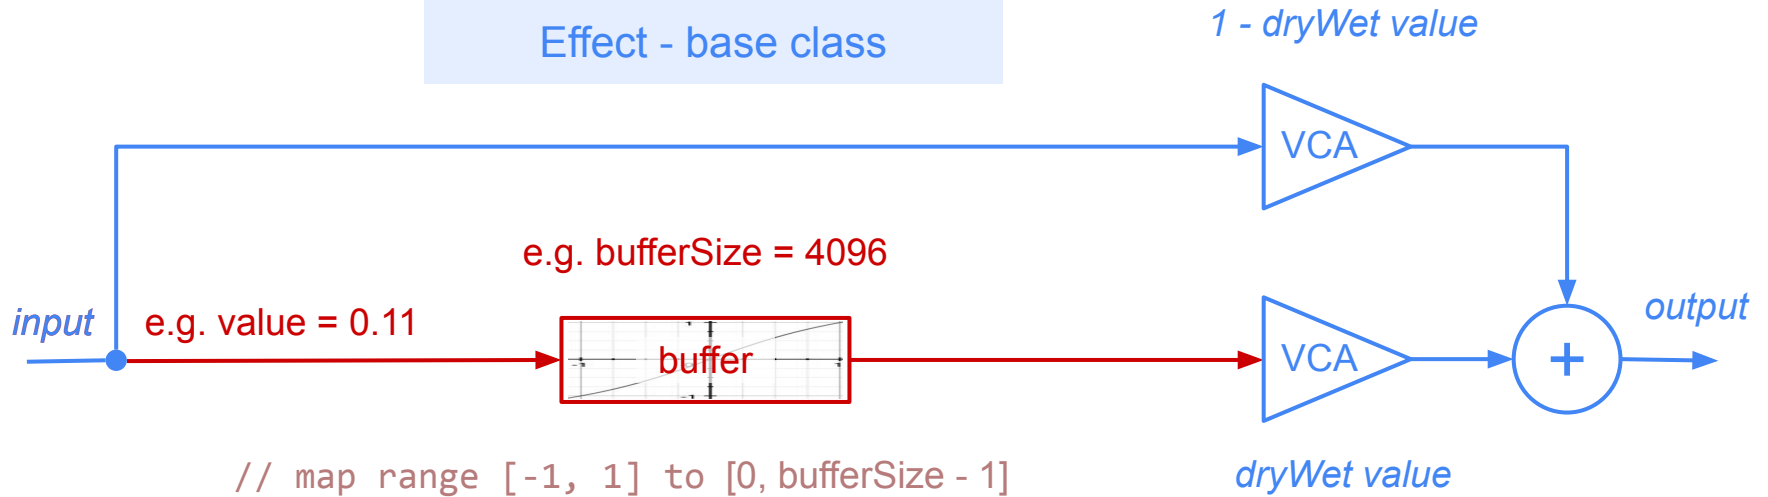 Effect - base class
1 - dryWet value
VCA
e.g. bufferSize = 4096
input
e.g. value = 0.11
output
buffer
VCA
+
// map range [-1, 1] to [0, bufferSize - 1]
dryWet value